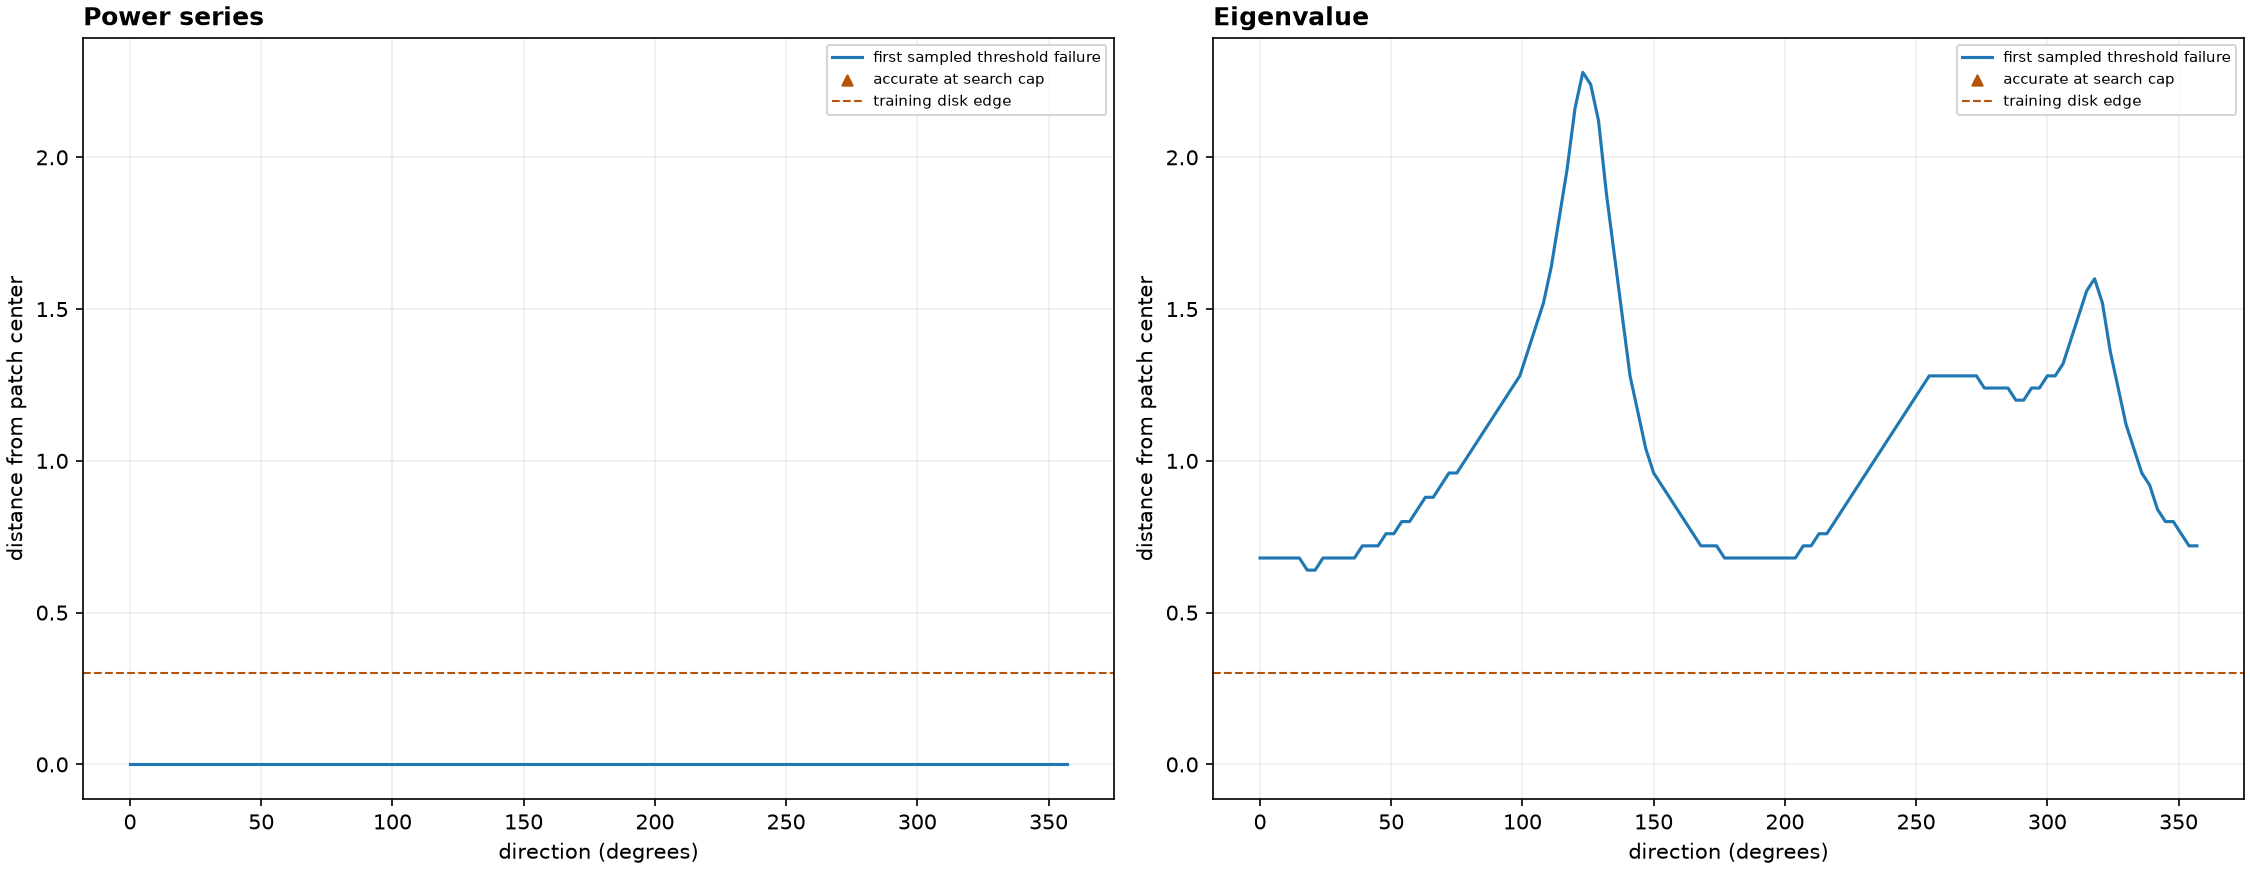 Power series
first sampled threshold failure
accurate at search cap
training disk edge
distance from patch center
2.0
1.5
1.0
0.5
0.0
0 50 100 150 200 250 300 350
direction (degrees)
Eigenvalue
first sampled threshold failure
accurate at search cap
training disk edge
distance from patch center
2.0
1.5
1.0
0.5
0.0
0 50 100 150 200 250 300 350
direction (degrees)